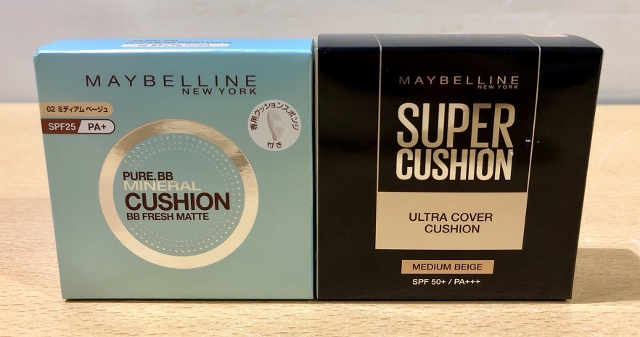 MAYBELLINE
NEW YORK
02 ミディアム ベージュ
SPF25 PA+
専用クッションスポンジ
付き
PURE.BB
MINERAL
CUSHION
BB FRESH MATTE
MAYBELLINE
NEW YORK
SUPER
CUSHION
ULTRA COVER
CUSHION
MEDIUM BEIGE
SPF 50+ / PA+++